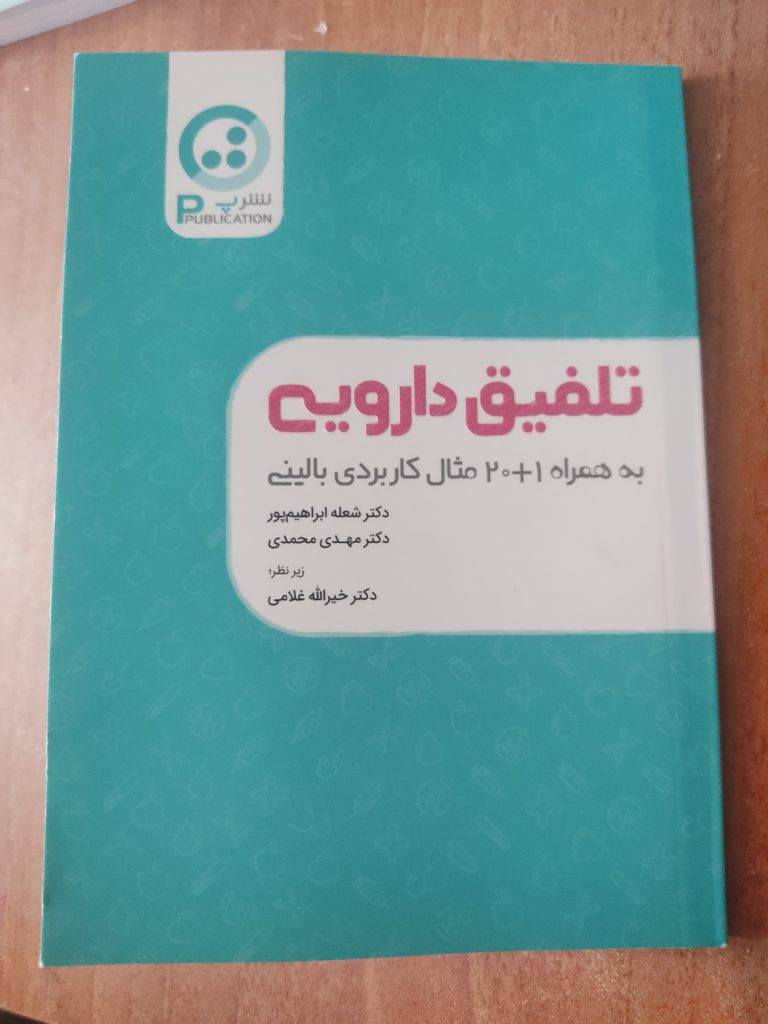 نشر پ
P PUBLICATION
تلفیق دارویی
به همراه ۱+۲۰ مثال کاربردی بالینی
دکتر شعله ابراهیم‌پور
دکتر مهدی محمدی
زیر نظر؛
دکتر خیرالله غلامی